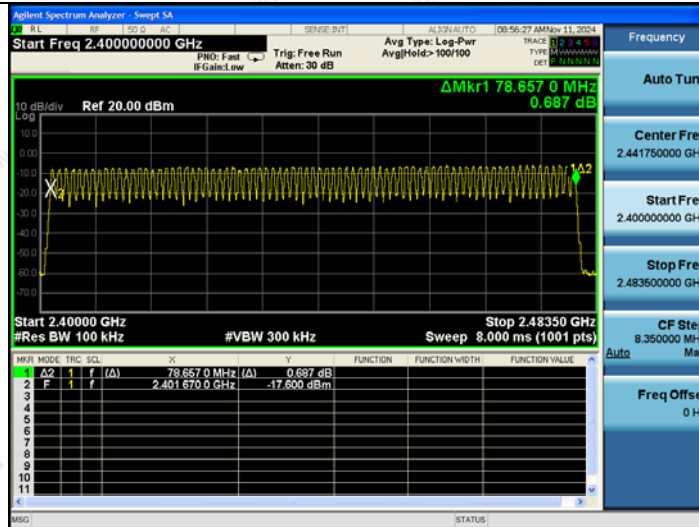 Agilent Spectrum Analyzer - Swept SA
RL RF 50 Ω AC SENSE:INT ALIGN AUTO 08:56:27 AM Nov 11, 2024
Start Freq 2.400000000 GHz
PNO: Fast
IFGain:Low
Trig: Free Run
Atten: 30 dB
Avg Type: Log-Pwr
Avg|Hold:> 100/100
TRACE 1 2 3 4 5 6
TYPE M
DET P N N N N N
ΔMkr1 78.657 0 MHz
0.687 dB
10 dB/div Ref 20.00 dBm
Log
10.0
0.00
-10.0
-20.0
-30.0
-40.0
-50.0
-60.0
-70.0
2
1Δ2
Start 2.40000 GHz Stop 2.48350 GHz
#Res BW 100 kHz #VBW 300 kHz Sweep 8.000 ms (1001 pts)
MKR MODE TRC SCL X Y FUNCTION FUNCTION WIDTH FUNCTION VALUE
1 Δ2 1 f (Δ) 78.657 0 MHz (Δ) 0.687 dB
2 F 1 f 2.401 670 0 GHz -17.600 dBm
3
4
5
6
7
8
9
10
11
MSG STATUS
Frequency
Auto Tun
Center Fre
2.441750000 GH
Start Fre
2.400000000 GH
Stop Fre
2.483500000 GH
CF Ste
8.350000 MH
Auto Ma
Freq Offse
0 H